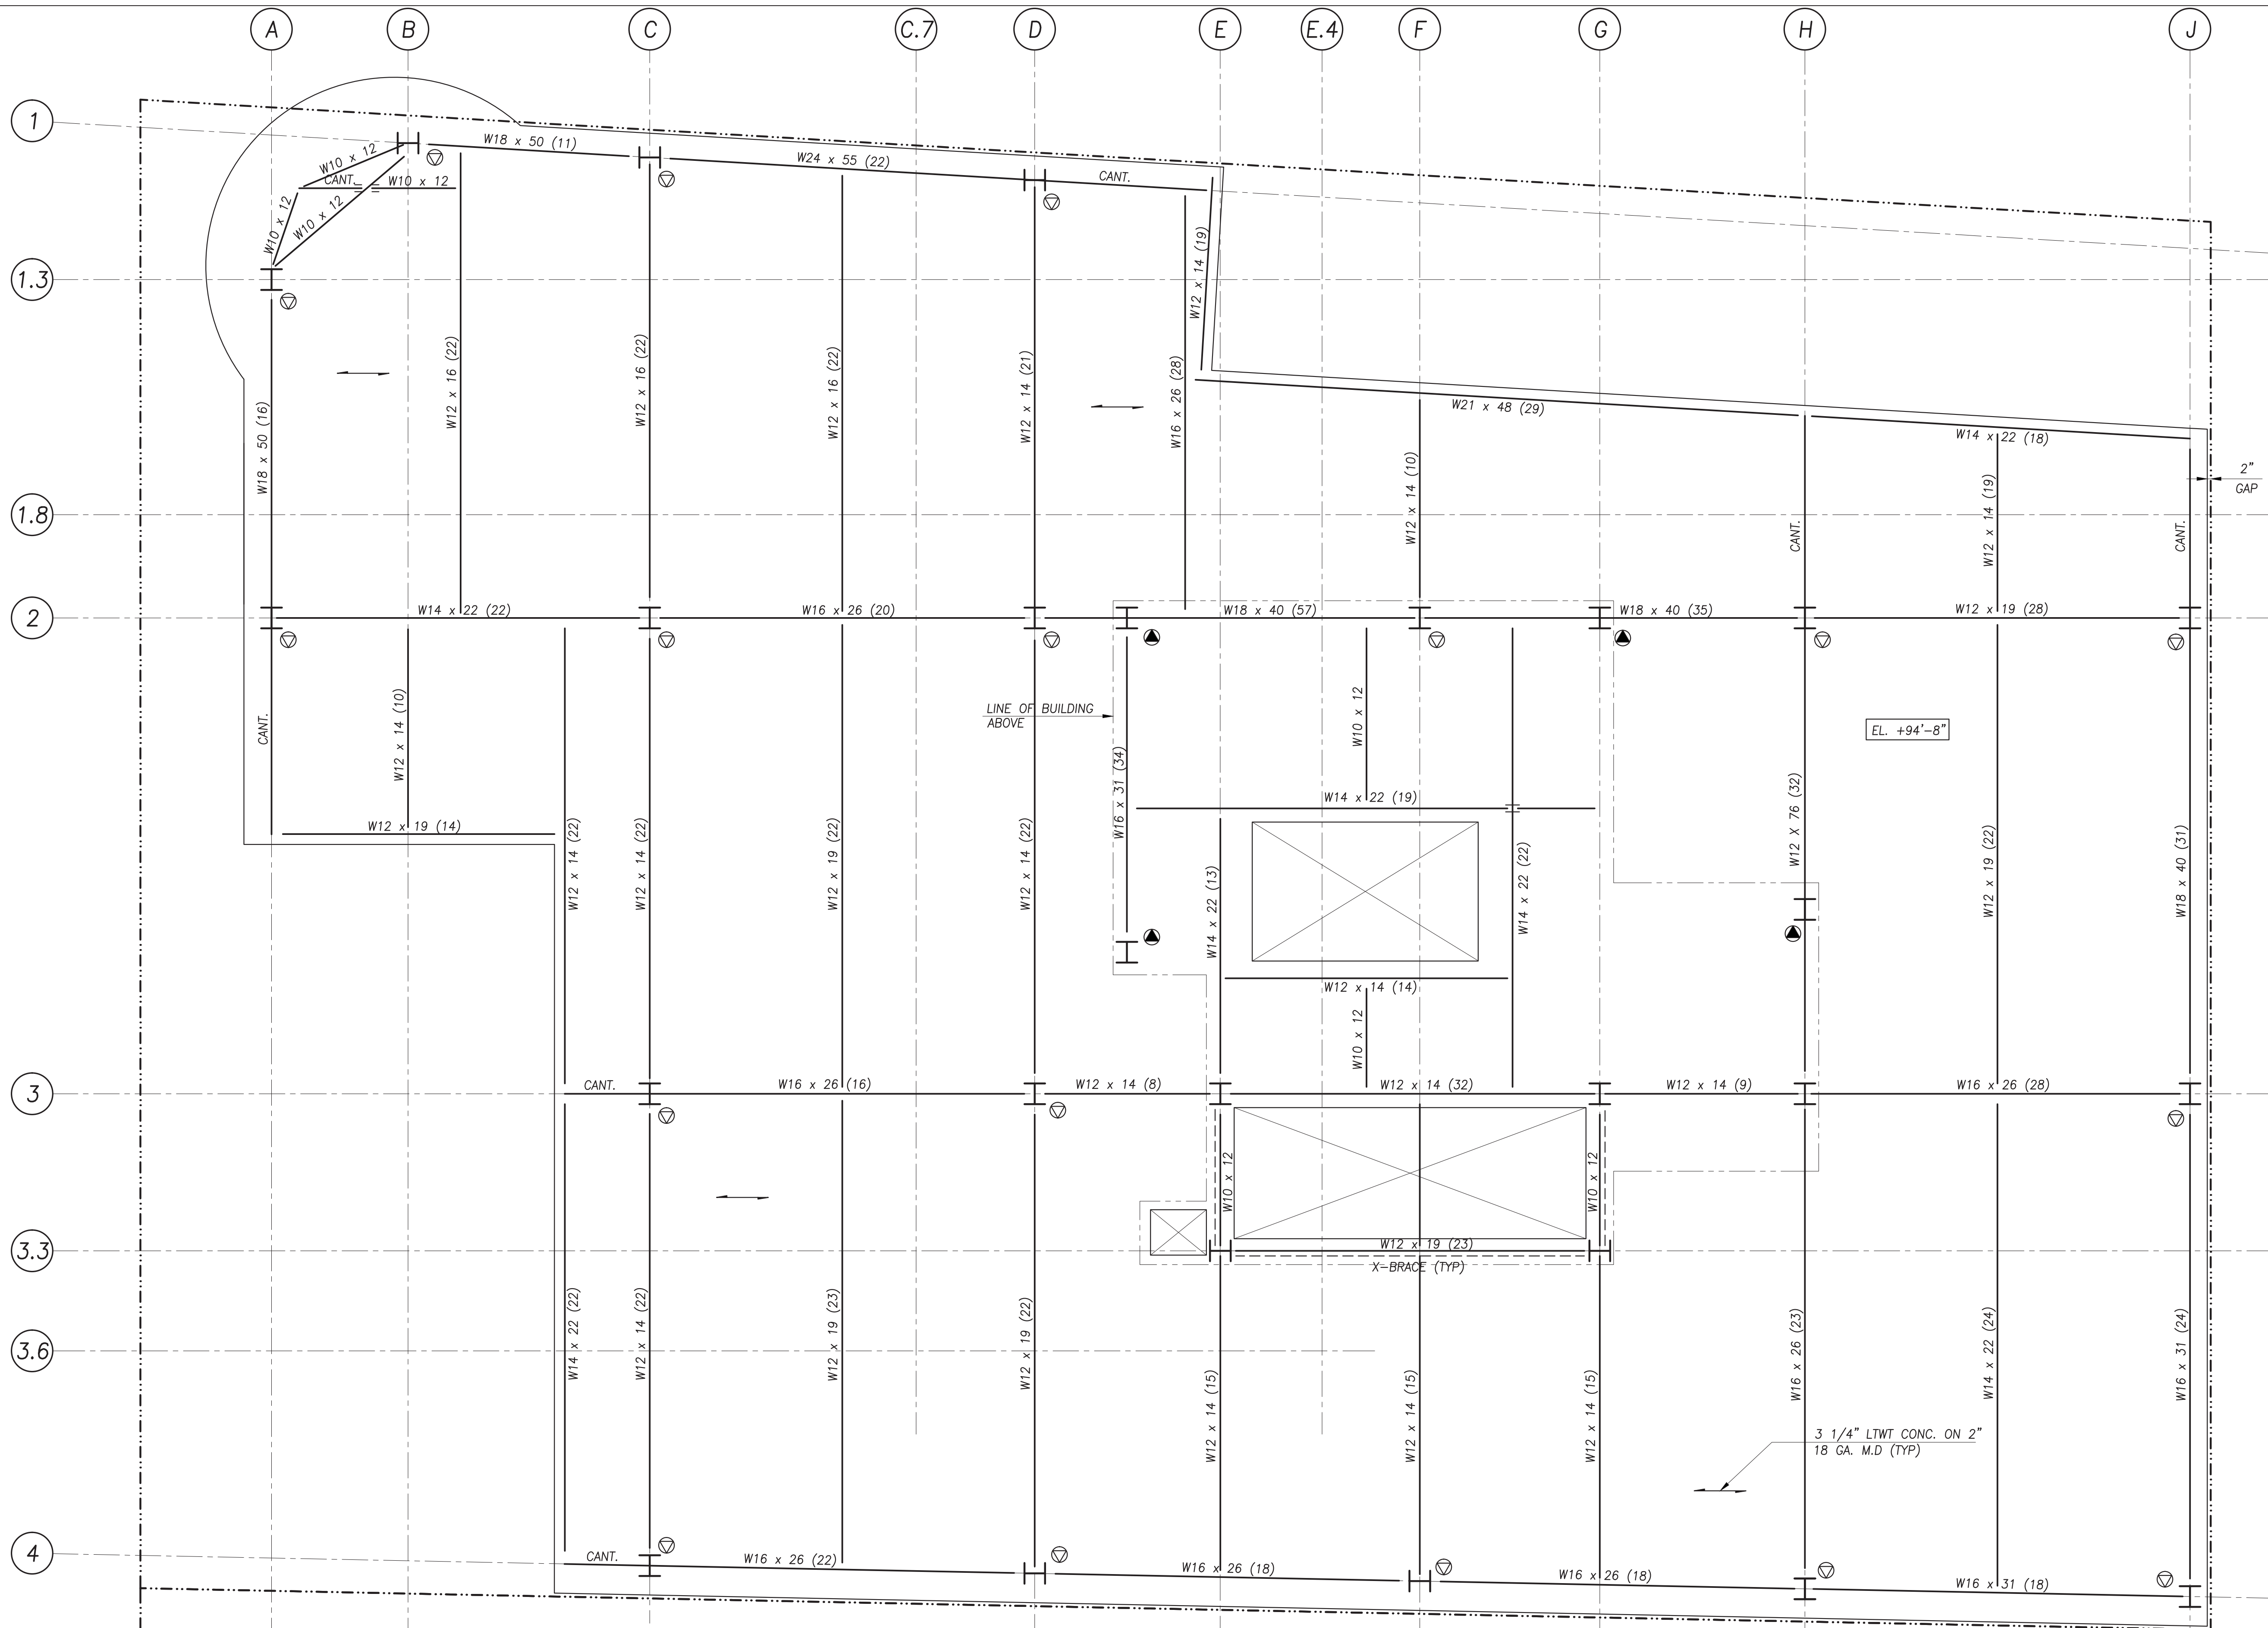 A
B
C
C.7
D
E
E.4
F
G
H
J
1
1.3
1.8
2
3
3.3
3.6
4
W18 x 50 (11)
W24 x 55 (22)
CANT.
W10 x 12
CANT.
W10 x 12
W10 x 12
W10 x 12
W12 x 14 (19)
W18 x 50 (16)
W12 x 16 (22)
W12 x 16 (22)
W12 x 16 (22)
W12 x 14 (21)
W16 x 26 (28)
W21 x 48 (29)
W14 x 22 (18)
W12 x 14 (10)
CANT.
W12 x 14 (19)
CANT.
2"
GAP
W14 x 22 (22)
W16 x 26 (20)
W18 x 40 (57)
W18 x 40 (35)
W12 x 19 (28)
CANT.
W12 x 14 (10)
LINE OF BUILDING
ABOVE
W10 x 12
EL. +94'-8"
W16 x 31 (34)
W14 x 22 (19)
W12 X 76 (32)
W12 x 19 (14)
W12 x 14 (22)
W12 x 14 (22)
W12 x 19 (22)
W12 x 14 (22)
W14 x 22 (13)
W14 x 22 (22)
W12 x 19 (22)
W18 x 40 (31)
W12 x 14 (14)
W10 x 12
CANT.
W16 x 26 (16)
W12 x 14 (8)
W12 x 14 (32)
W12 x 14 (9)
W16 x 26 (28)
W10 x 12
W10 x 12
W12 x 19 (23)
X-BRACE (TYP)
W14 x 22 (22)
W12 x 14 (22)
W12 x 19 (23)
W12 x 19 (22)
W12 x 14 (15)
W12 x 14 (15)
W12 x 14 (15)
W16 x 26 (23)
W14 x 22 (24)
W16 x 31 (24)
3 1/4" LTWT CONC. ON 2"
18 GA. M.D (TYP)
CANT.
W16 x 26 (22)
W16 x 26 (18)
W16 x 26 (18)
W16 x 31 (18)